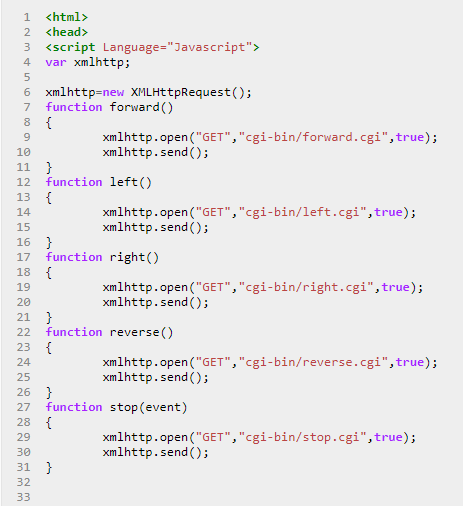 1 <html>
2 <head>
3 <script Language="Javascript">
4 var xmlhttp;
5
6 xmlhttp=new XMLHttpRequest();
7 function forward()
8 {
9         xmlhttp.open("GET","cgi-bin/forward.cgi",true);
10         xmlhttp.send();
11 }
12 function left()
13 {
14         xmlhttp.open("GET","cgi-bin/left.cgi",true);
15         xmlhttp.send();
16 }
17 function right()
18 {
19         xmlhttp.open("GET","cgi-bin/right.cgi",true);
20         xmlhttp.send();
21 }
22 function reverse()
23 {
24         xmlhttp.open("GET","cgi-bin/reverse.cgi",true);
25         xmlhttp.send();
26 }
27 function stop(event)
28 {
29         xmlhttp.open("GET","cgi-bin/stop.cgi",true);
30         xmlhttp.send();
31 }
32
33